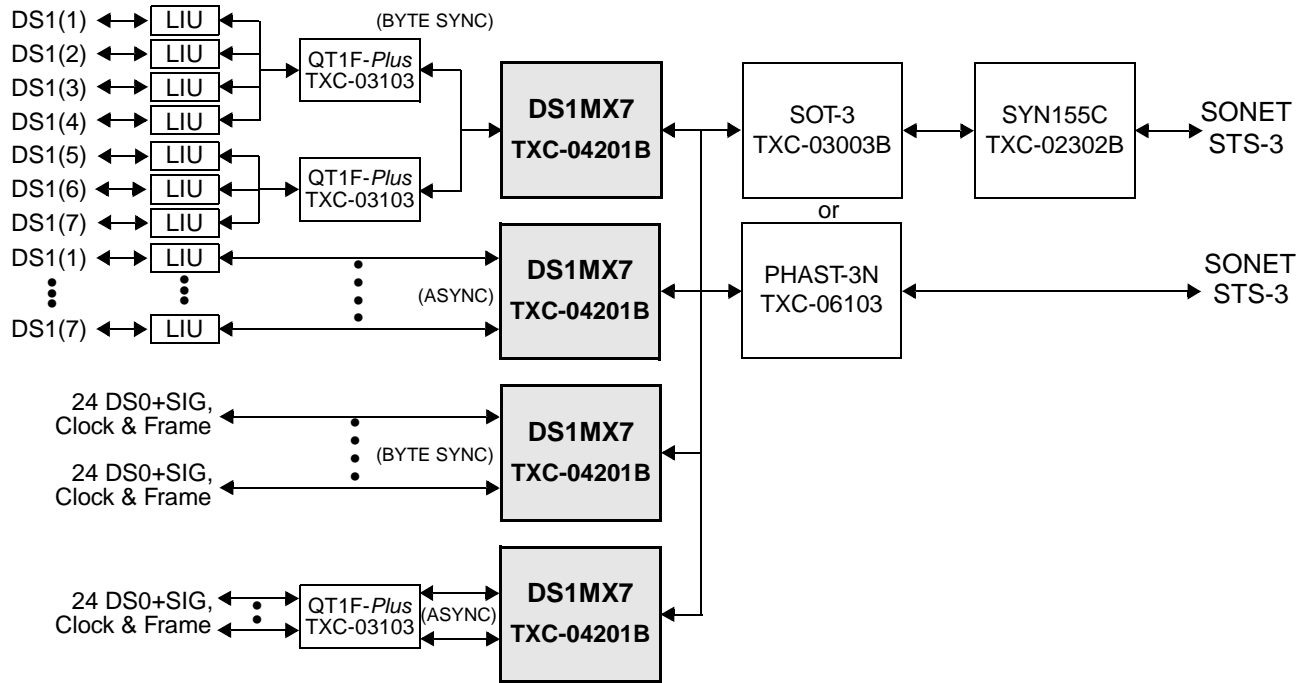 DS1(1)
LIU
(BYTE SYNC)
DS1(2)
LIU
QT1F-Plus
TXC-03103
DS1(3)
LIU
DS1(4)
LIU
DS1(5)
LIU
QT1F-Plus
TXC-03103
DS1(6)
LIU
DS1(7)
LIU
DS1MX7
TXC-04201B
SOT-3
TXC-03003B
SYN155C
TXC-02302B
SONET
STS-3
or
DS1(1)
LIU
(ASYNC)
DS1(7)
LIU
DS1MX7
TXC-04201B
PHAST-3N
TXC-06103
SONET
STS-3
24 DS0+SIG,
Clock & Frame
(BYTE SYNC)
24 DS0+SIG,
Clock & Frame
DS1MX7
TXC-04201B
24 DS0+SIG,
Clock & Frame
QT1F-Plus
TXC-03103
(ASYNC)
DS1MX7
TXC-04201B